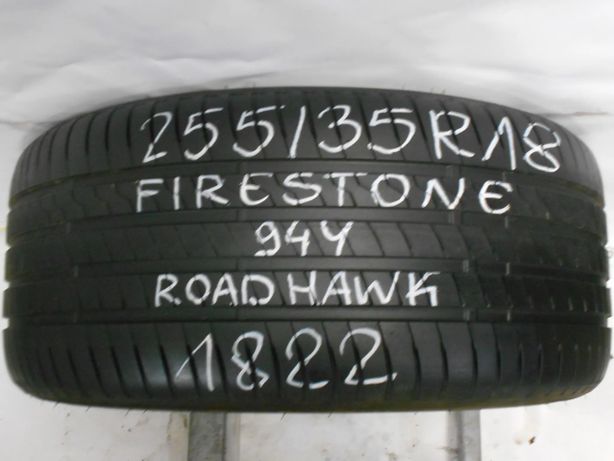 255/35R18
FIRESTONE
94Y
ROADHAWK
1822